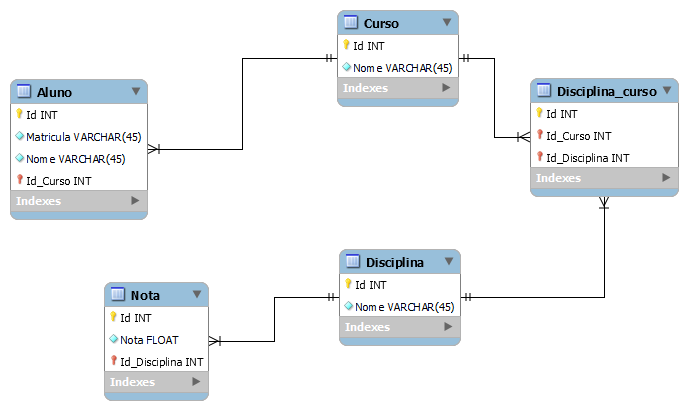 Curso
Id INT
Nome VARCHAR(45)
Indexes
Aluno
Id INT
Matricula VARCHAR(45)
Nome VARCHAR(45)
Id_Curso INT
Indexes
Disciplina_curso
Id INT
Id_Curso INT
Id_Disciplina INT
Indexes
Disciplina
Id INT
Nome VARCHAR(45)
Indexes
Nota
Id INT
Nota FLOAT
Id_Disciplina INT
Indexes